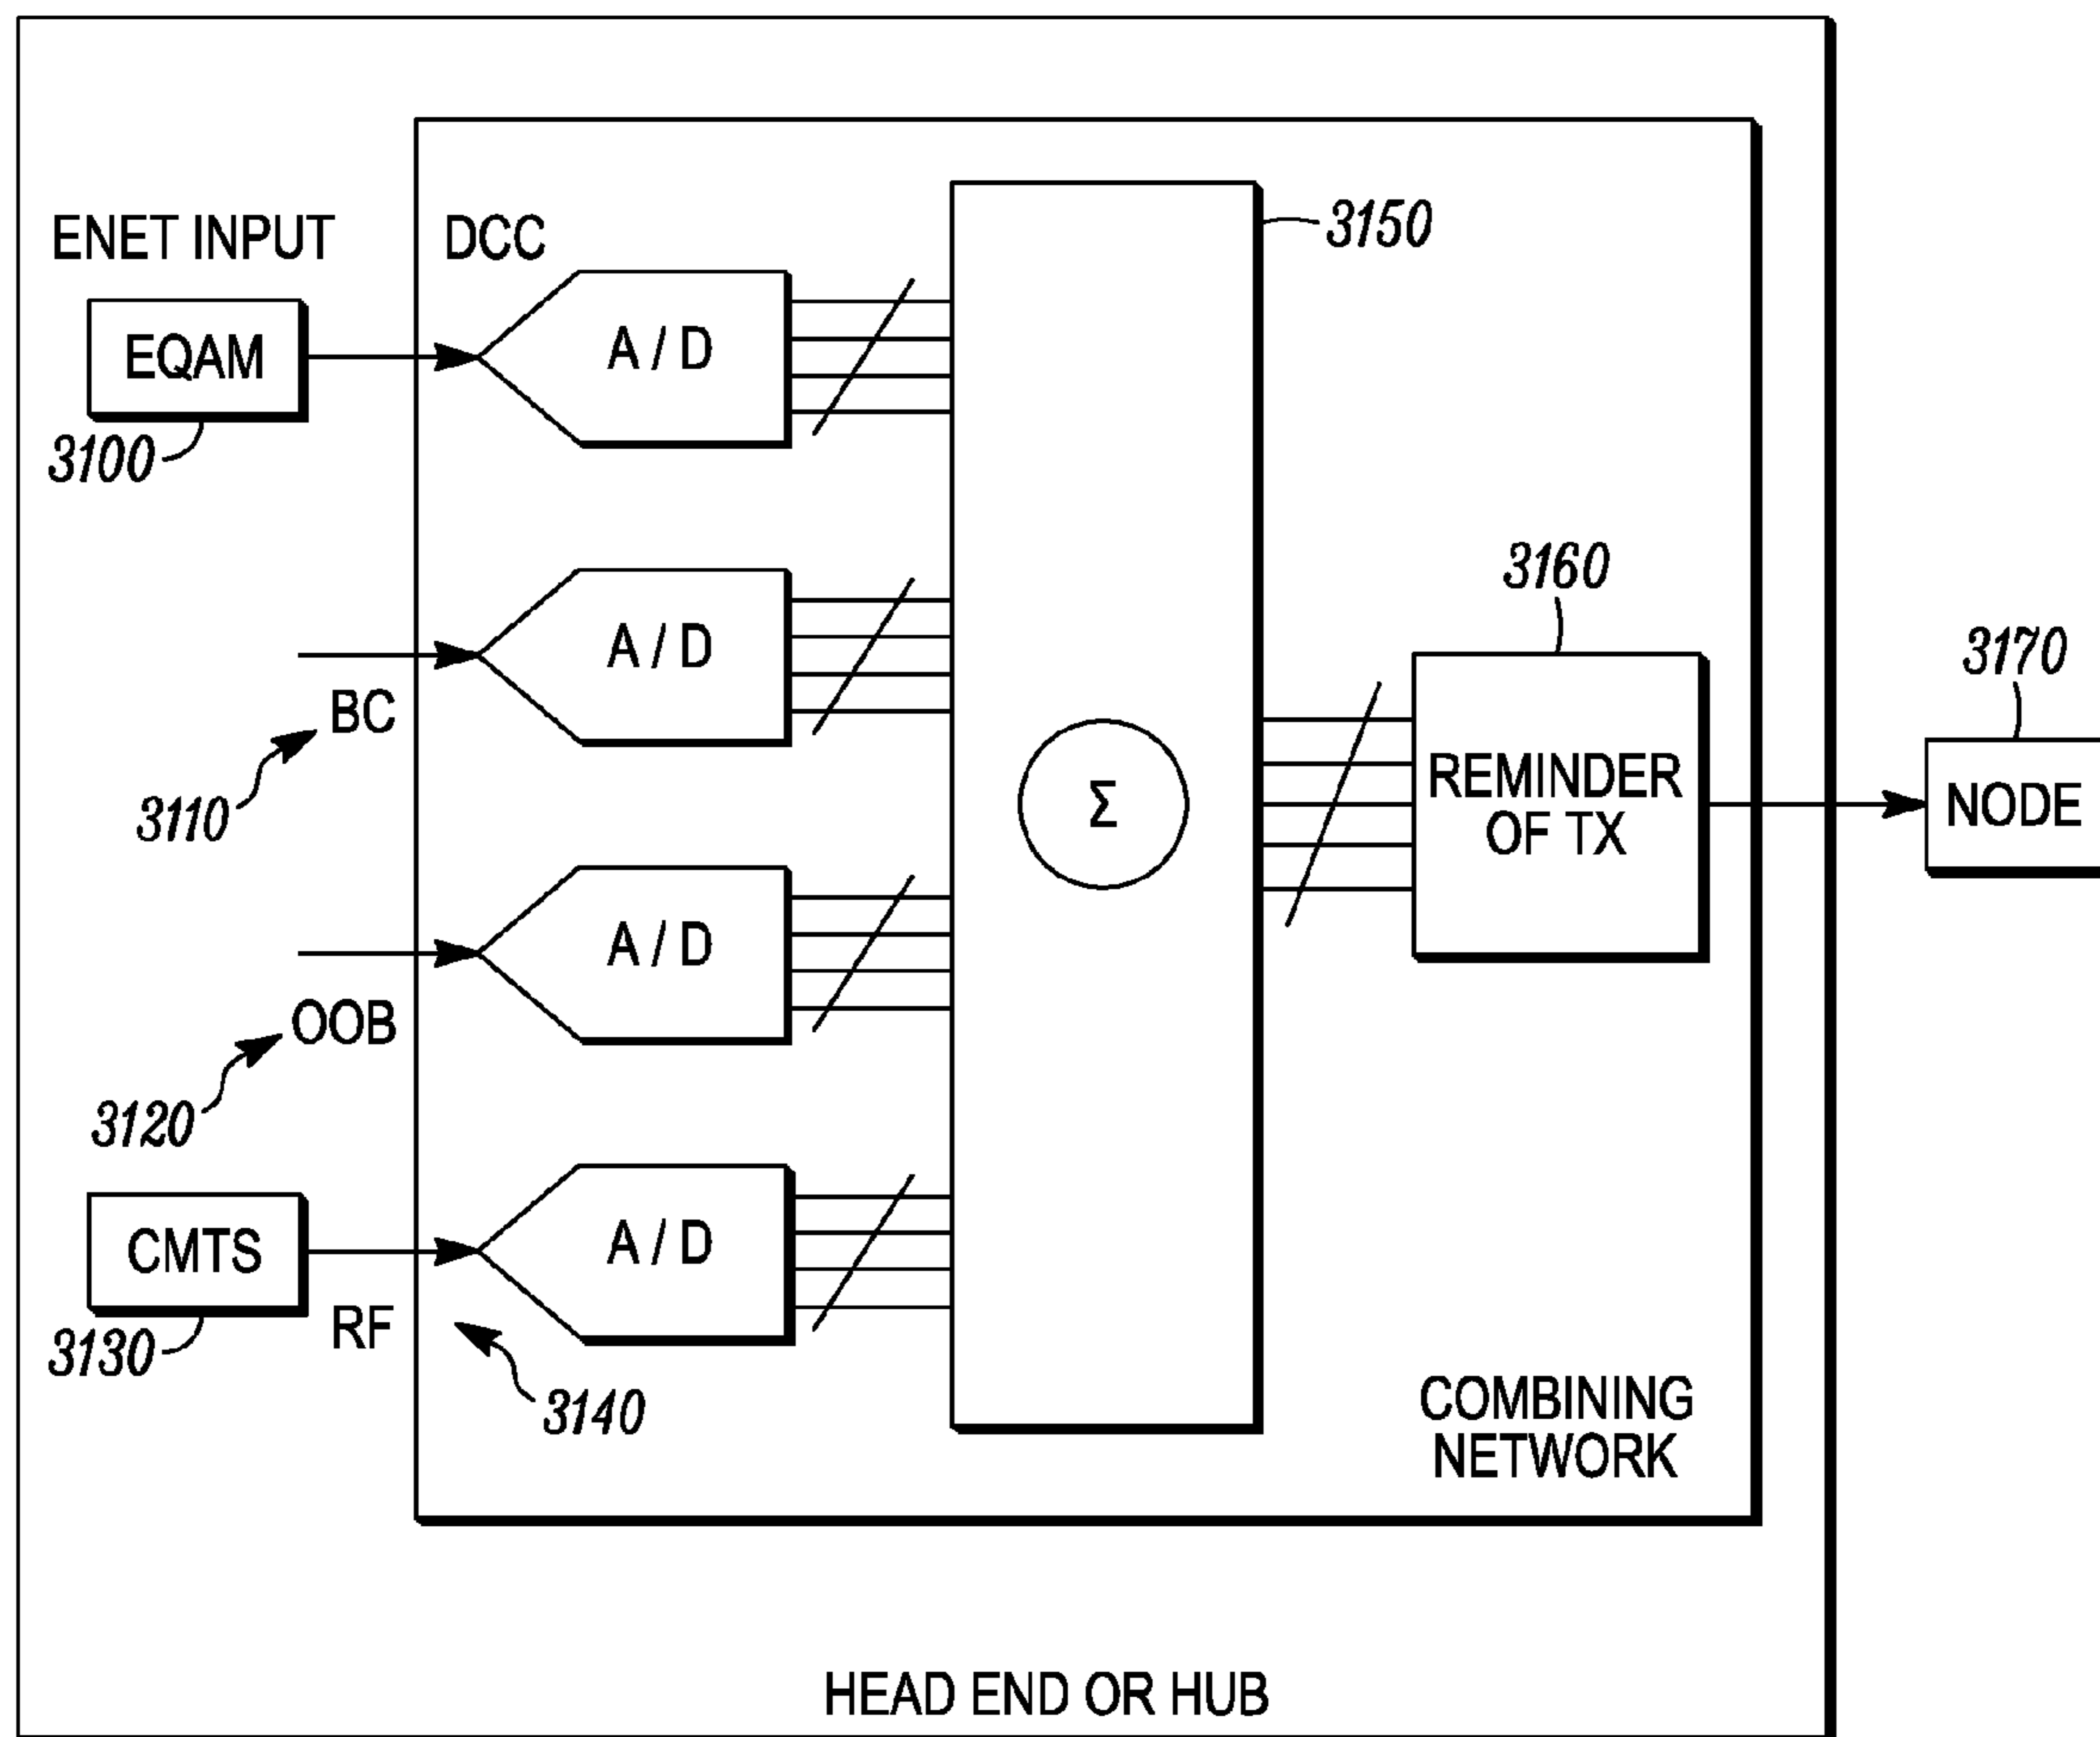 ENET INPUT
DCC
3150
EQAM
A / D
3100
3160
A / D
BC
3170
3110
Σ
REMINDER
OF TX
NODE
A / D
OOB
3120
CMTS
A / D
RF
3130
3140
COMBINING
NETWORK
HEAD END OR HUB